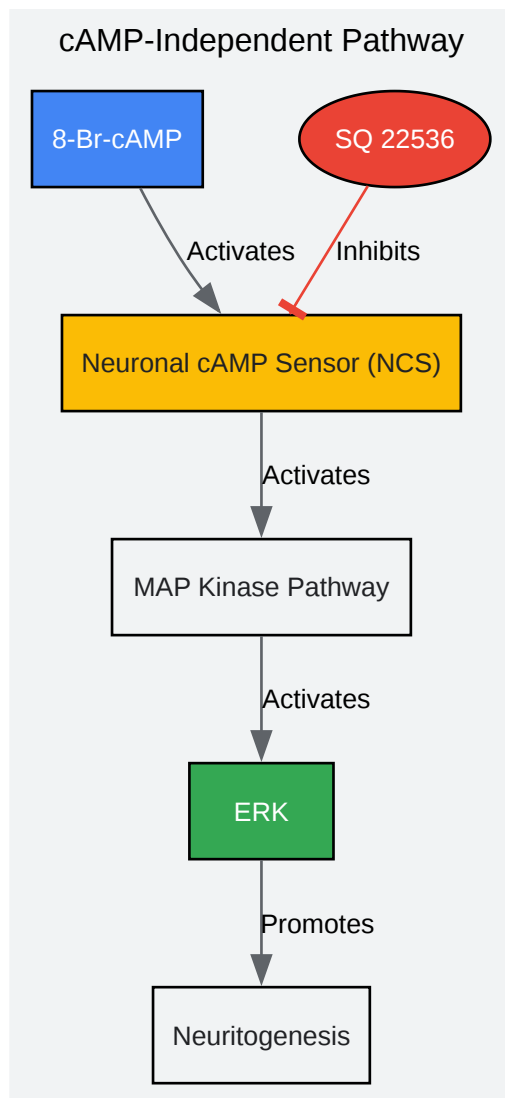 cAMP-Independent Pathway
8-Br-cAMP
SQ 22536
Activates
Inhibits
Neuronal cAMP Sensor (NCS)
Activates
MAP Kinase Pathway
Activates
ERK
Promotes
Neuritogenesis